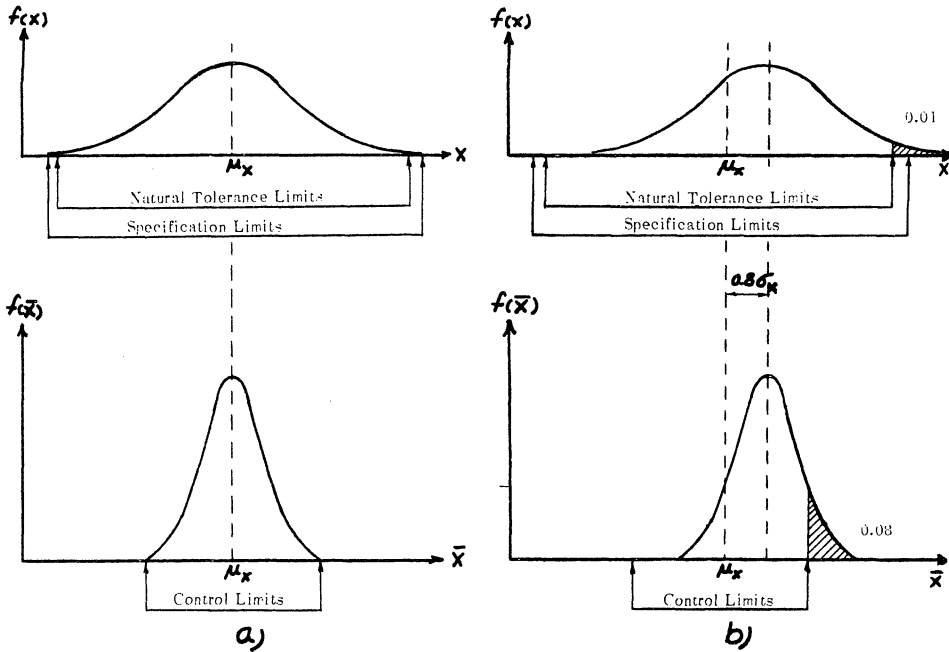 f(x)
f(x)
0.01
x
x̄
μx
μx
Natural Tolerance Limits
Natural Tolerance Limits
Specification Limits
Specification Limits
0.8σx
f(x̄)
f(x̄)
0.08
x̄
x̄
μx
μx
Control Limits
Control Limits
a)
b)